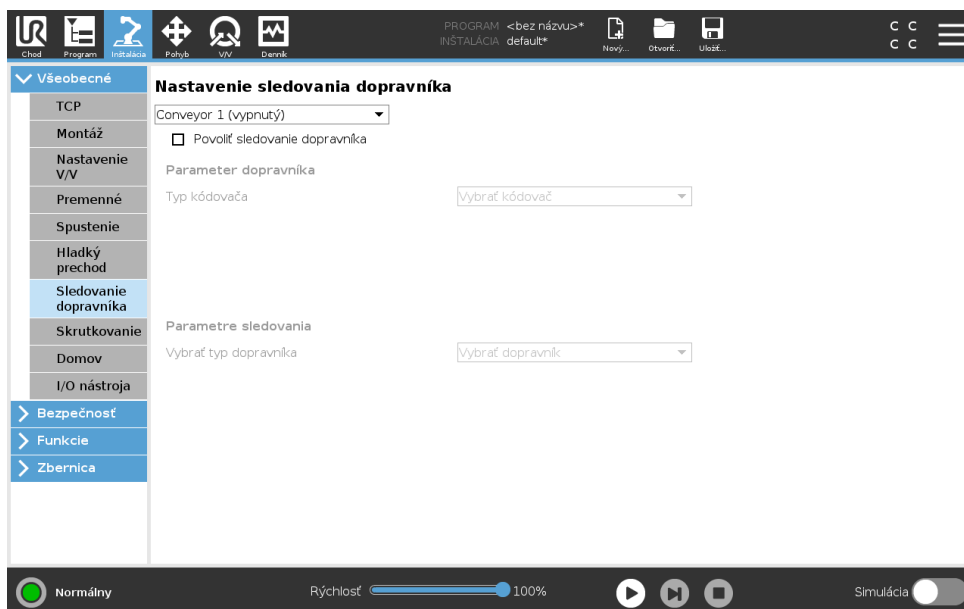 PROGRAM <bez názvu>*
INŠTALÁCIA default*
Chod
Program
Inštalácia
Pohyb
V/V
Denník
Nový...
Otvoriť...
Uložiť...
C C
C C
Všeobecné
TCP
Montáž
Nastavenie
V/V
Premenné
Spustenie
Hladký
prechod
Sledovanie
dopravníka
Skrutkovanie
Domov
I/O nástroja
Bezpečnosť
Funkcie
Zbernica
Nastavenie sledovania dopravníka
Conveyor 1 (vypnutý)
Povoliť sledovanie dopravníka
Parameter dopravníka
Typ kódovača
Vybrať kódovač
Parametre sledovania
Vybrať typ dopravníka
Vybrať dopravník
Normálny
Rýchlosť
100%
Simulácia